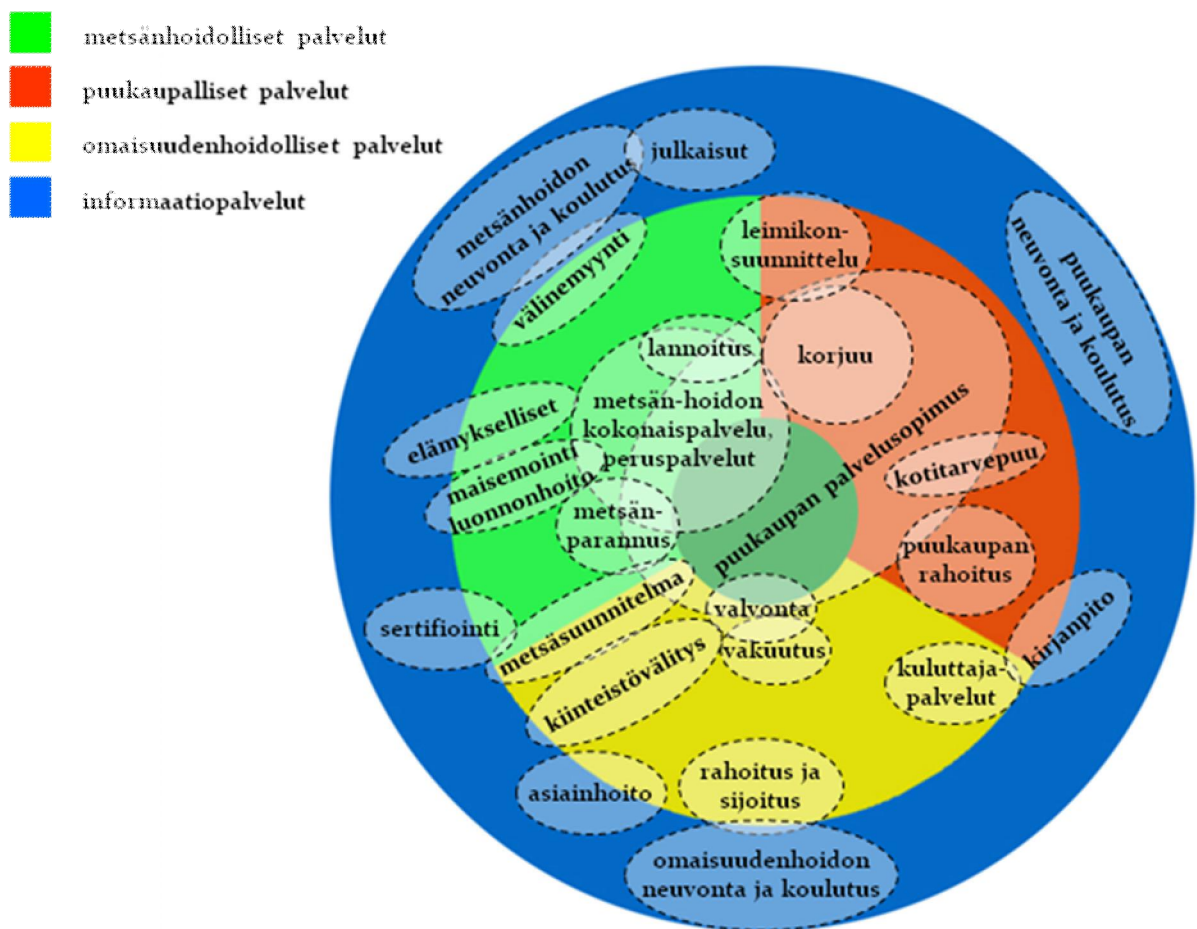 metsänhoidolliset palvelut
puukaupalliset palvelut
omaisuudenhoidolliset palvelut
informaatiopalvelut
julkaisut
metsänhoidon
neuvonta ja koulutus
välinemyynti
leimikon-
suunnittelu
puukaupan
neuvonta ja koulutus
lannoitus
korjuu
metsän-hoidon
kokonaispalvelu,
peruspalvelut
elämykselliset
maisemointi
luonnonhoito
puukaupan palvelusopimus
kotitarvepuu
metsän-
parannus
puukaupan
rahoitus
valvonta
vakuutus
sertifiointi
metsäsuunnitelma
kiinteistövälitys
kirjanpito
kuluttaja-
palvelut
asiainhoito
rahoitus ja
sijoitus
omaisuudenhoidon
neuvonta ja koulutus